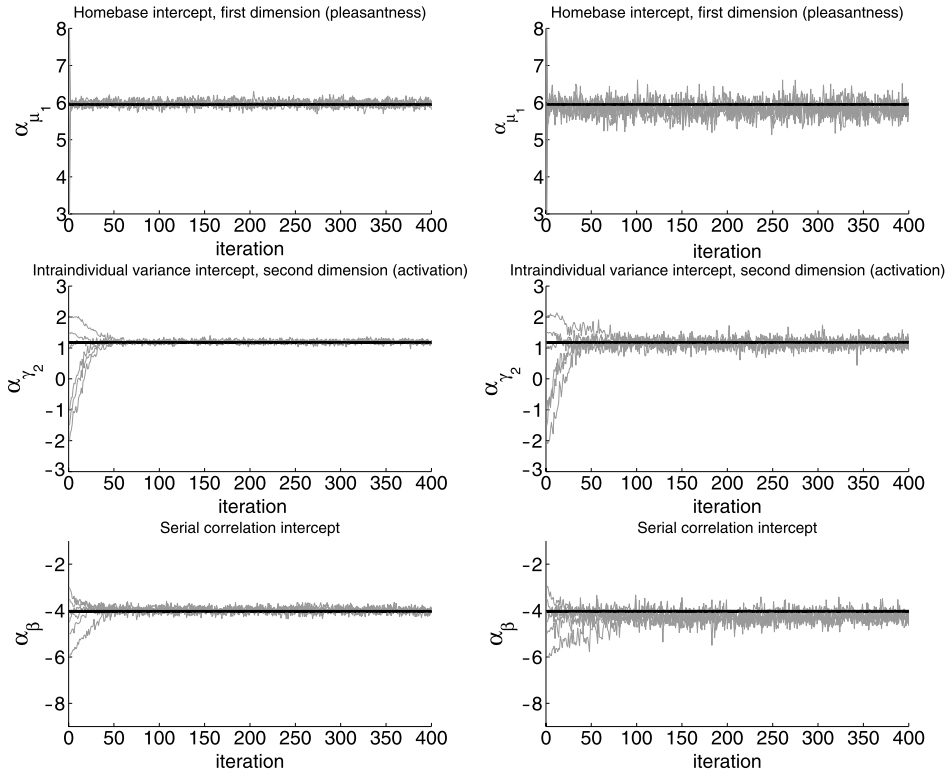 Homebase intercept, first dimension (pleasantness)
8
7
6
5
4
3
α μ 1
0 50 100 150 200 250 300 350 400
iteration
Homebase intercept, first dimension (pleasantness)
8
7
6
5
4
3
α μ 1
0 50 100 150 200 250 300 350 400
iteration
Intraindividual variance intercept, second dimension (activation)
3
2
1
0
-1
-2
-3
α γ 2
0 50 100 150 200 250 300 350 400
iteration
Intraindividual variance intercept, second dimension (activation)
3
2
1
0
-1
-2
-3
α γ 2
0 50 100 150 200 250 300 350 400
iteration
Serial correlation intercept
-2
-4
-6
-8
α β
0 50 100 150 200 250 300 350 400
iteration
Serial correlation intercept
-2
-4
-6
-8
α β
0 50 100 150 200 250 300 350 400
iteration